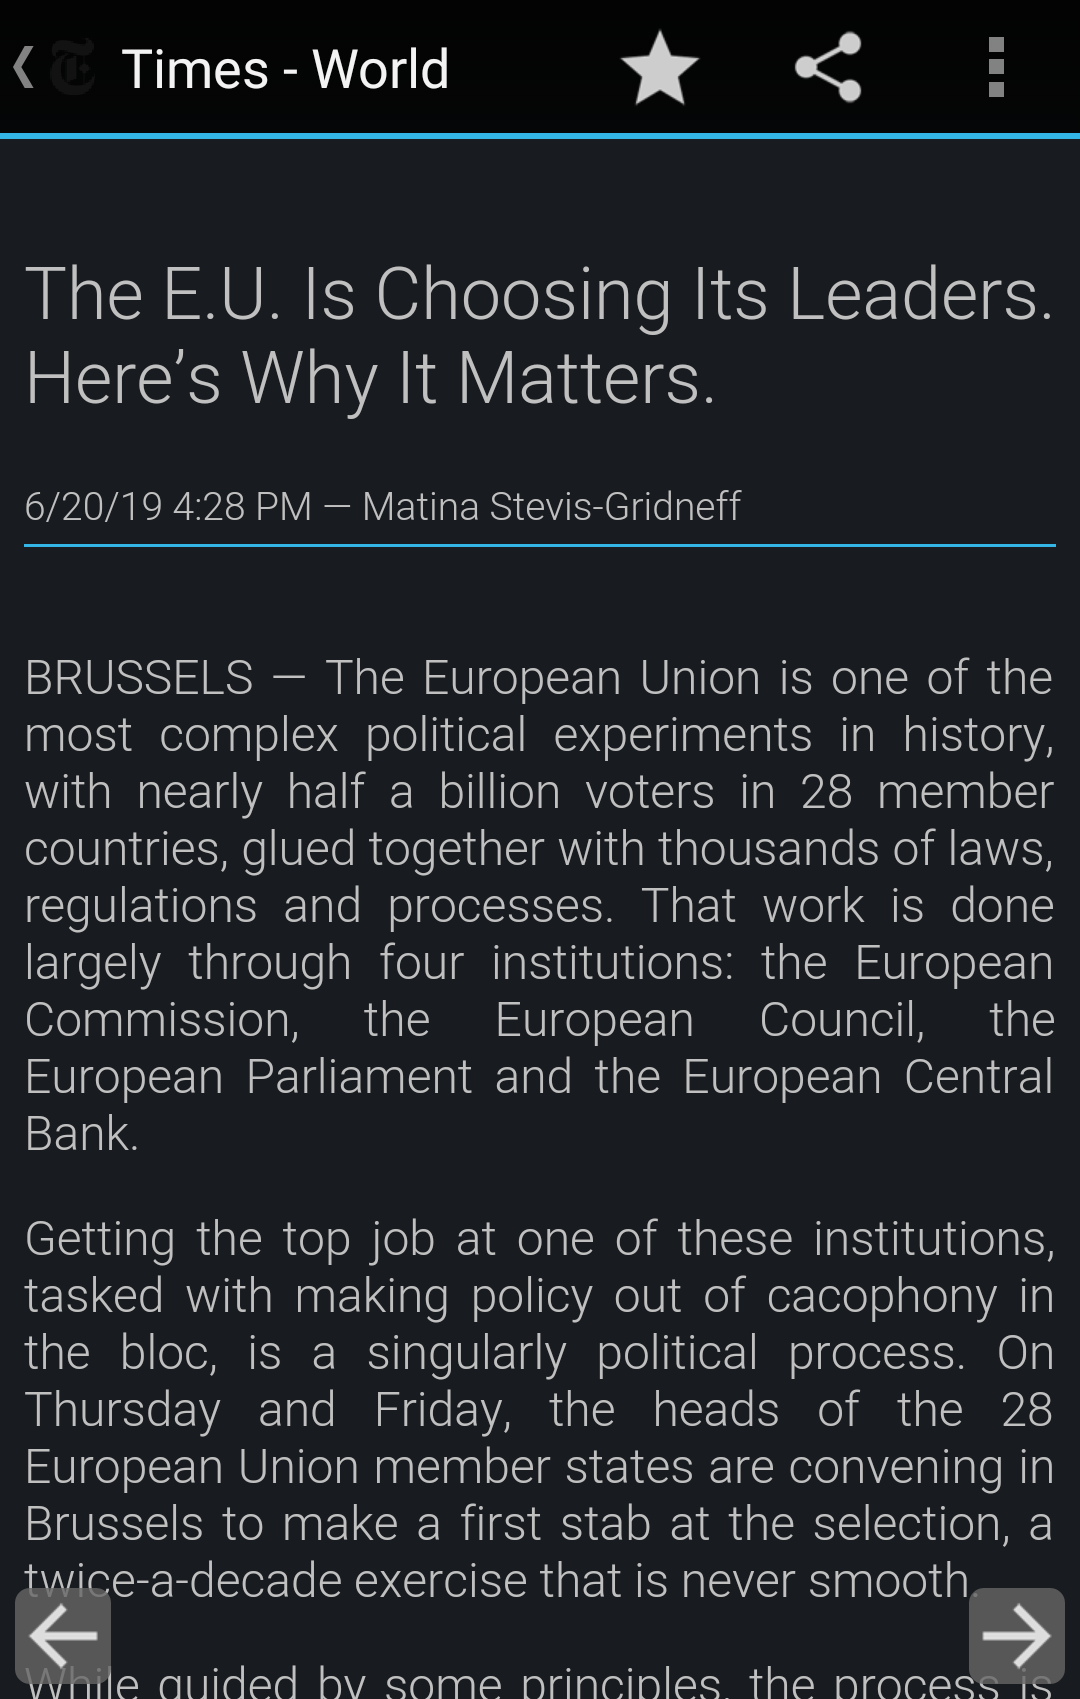 Times - World
The E.U. Is Choosing Its Leaders.
Here’s Why It Matters.
6/20/19 4:28 PM — Matina Stevis-Gridneff
BRUSSELS — The European Union is one of the
most complex political experiments in history,
with nearly half a billion voters in 28 member
countries, glued together with thousands of laws,
regulations and processes. That work is done
largely through four institutions: the European
Commission, the European Council, the
European Parliament and the European Central
Bank.
Getting the top job at one of these institutions,
tasked with making policy out of cacophony in
the bloc, is a singularly political process. On
Thursday and Friday, the heads of the 28
European Union member states are convening in
Brussels to make a first stab at the selection, a
twice-a-decade exercise that is never smooth.
While guided by some principles, the process is